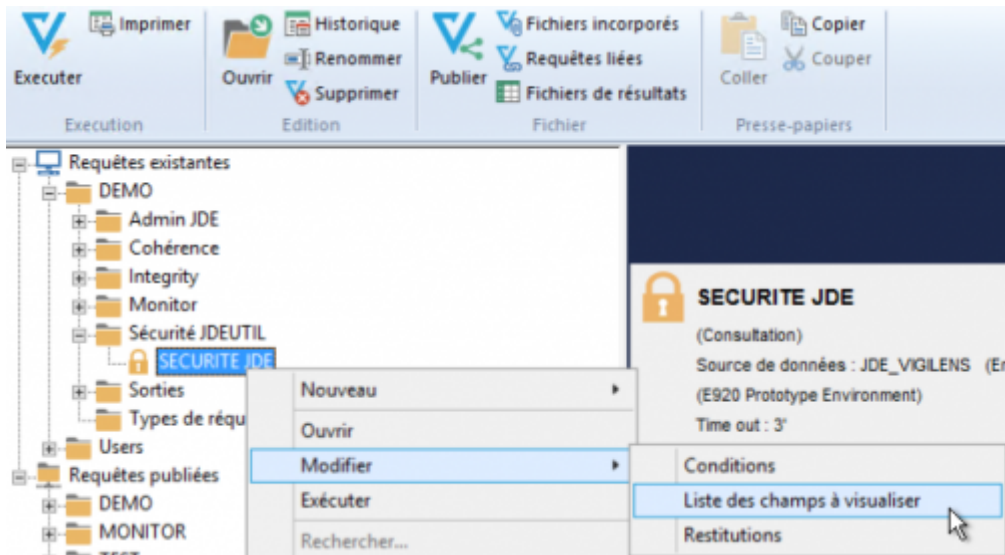 Imprimer
Executer
Execution
Ouvrir
Historique
Renommer
Supprimer
Edition
Publier
Fichiers incorporés
Requêtes liées
Fichiers de résultats
Fichier
Coller
Copier
Couper
Presse-papiers
Requêtes existantes
DEMO
Admin JDE
Cohérence
Integrity
Monitor
Sécurité JDEUTIL
SECURITE JDE
Sorties
Types de réqu
Users
Requêtes publiées
DEMO
MONITOR
Nouveau
Ouvrir
Modifier
Exécuter
Rechercher...
Conditions
Liste des champs à visualiser
Restitutions
SECURITE JDE
(Consultation)
Source de données : JDE_VIGILENS (En
(E920 Prototype Environment)
Time out : 3'